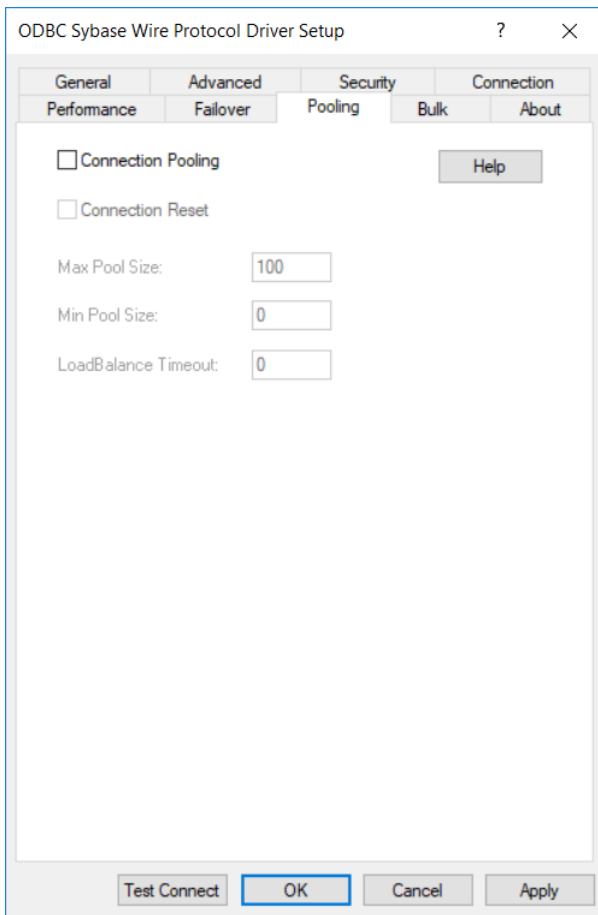 ODBC Sybase Wire Protocol Driver Setup ?
General Advanced Security Connection
Performance Failover Pooling Bulk About
Connection Pooling Help
Connection Reset
Max Pool Size: 100
Min Pool Size: 0
LoadBalance Timeout: 0
Test Connect OK Cancel Apply